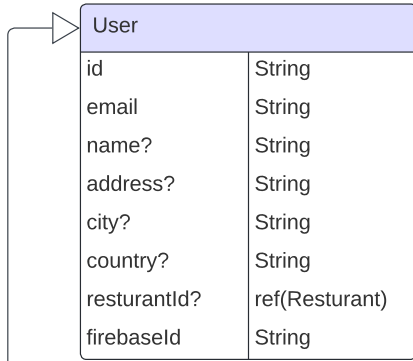 User
id String
email String
name? String
address? String
city? String
country? String
resturantId? ref(Resturant)
firebaseId String